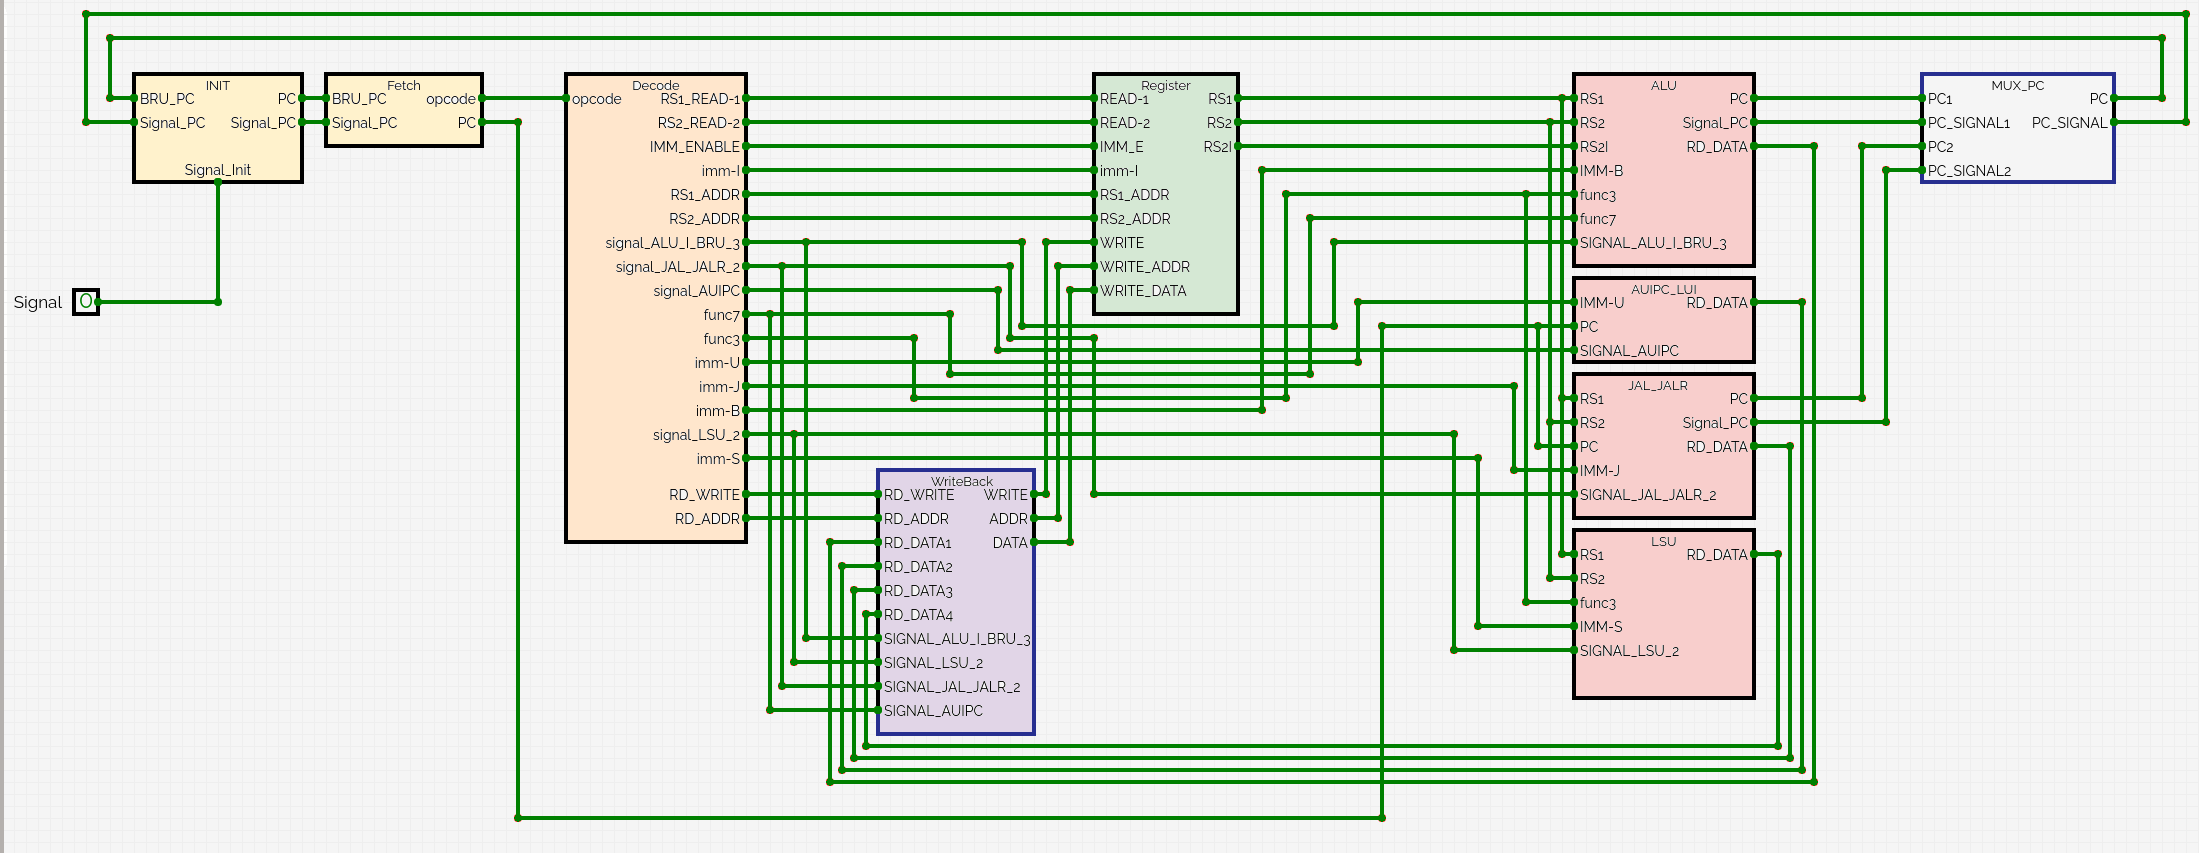 INIT
BRU_PC PC
Signal_PC Signal_PC
Signal_Init
Signal 0
Fetch
BRU_PC opcode
Signal_PC PC
Decode
opcode RS1_READ-1
RS2_READ-2
IMM_ENABLE
imm-I
RS1_ADDR
RS2_ADDR
signal_ALU_I_BRU_3
signal_JAL_JALR_2
signal_AUIPC
func7
func3
imm-U
imm-J
imm-B
signal_LSU_2
imm-S
RD_WRITE
RD_ADDR
WriteBack
RD_WRITE WRITE
RD_ADDR ADDR
RD_DATA1 DATA
RD_DATA2
RD_DATA3
RD_DATA4
SIGNAL_ALU_I_BRU_3
SIGNAL_LSU_2
SIGNAL_JAL_JALR_2
SIGNAL_AUIPC
Register
READ-1 RS1
READ-2 RS2
IMM_E RS2I
imm-I
RS1_ADDR
RS2_ADDR
WRITE
WRITE_ADDR
WRITE_DATA
ALU
RS1 PC
RS2 Signal_PC
RS2I RD_DATA
IMM-B
func3
func7
SIGNAL_ALU_I_BRU_3
AUIPC_LUI
IMM-U RD_DATA
PC
SIGNAL_AUIPC
JAL_JALR
RS1 PC
RS2 Signal_PC
PC RD_DATA
IMM-J
SIGNAL_JAL_JALR_2
LSU
RS1 RD_DATA
RS2
func3
IMM-S
SIGNAL_LSU_2
MUX_PC
PC1 PC
PC_SIGNAL1 PC_SIGNAL
PC2
PC_SIGNAL2